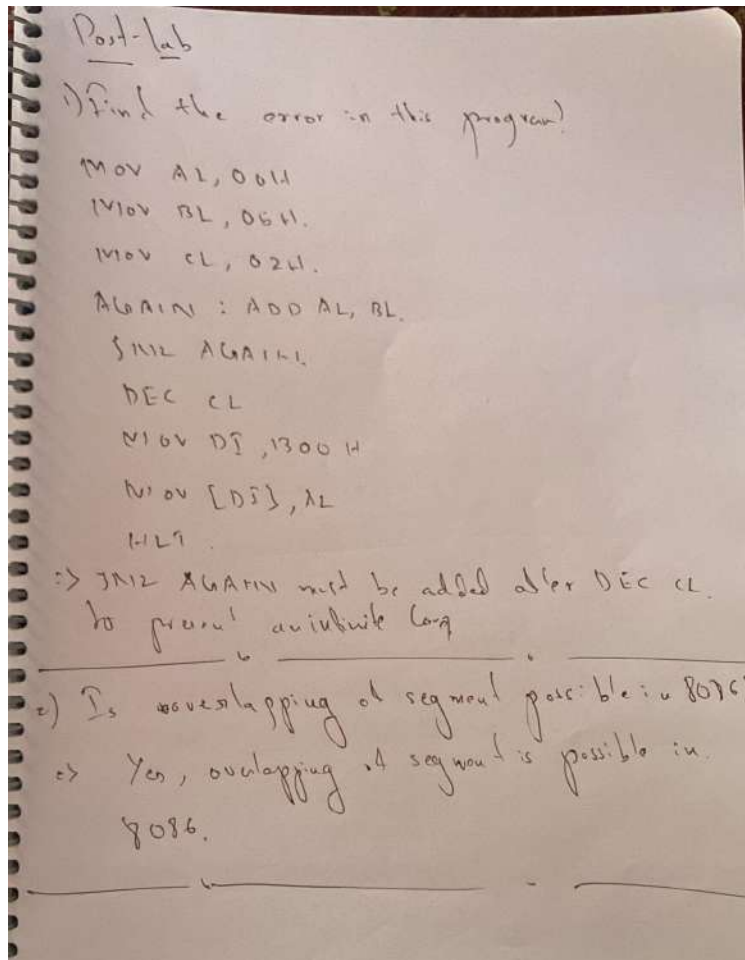 Post-lab
1) Find the error in this program?
MOV AL, 00H
MOV BL, 05H.
MOV CL, 02H.
AGAIN : ADD AL, BL.
JNZ AGAIN.
DEC CL
MOV DI, 1300 H
MOV [DI], AL
HLT.
=> JNZ AGAIN must be added after DEC CL.
to prevent an infinite loop
2) Is overlapping of segment possible in 8086?
=> Yes, overlapping of segment is possible in.
8086.